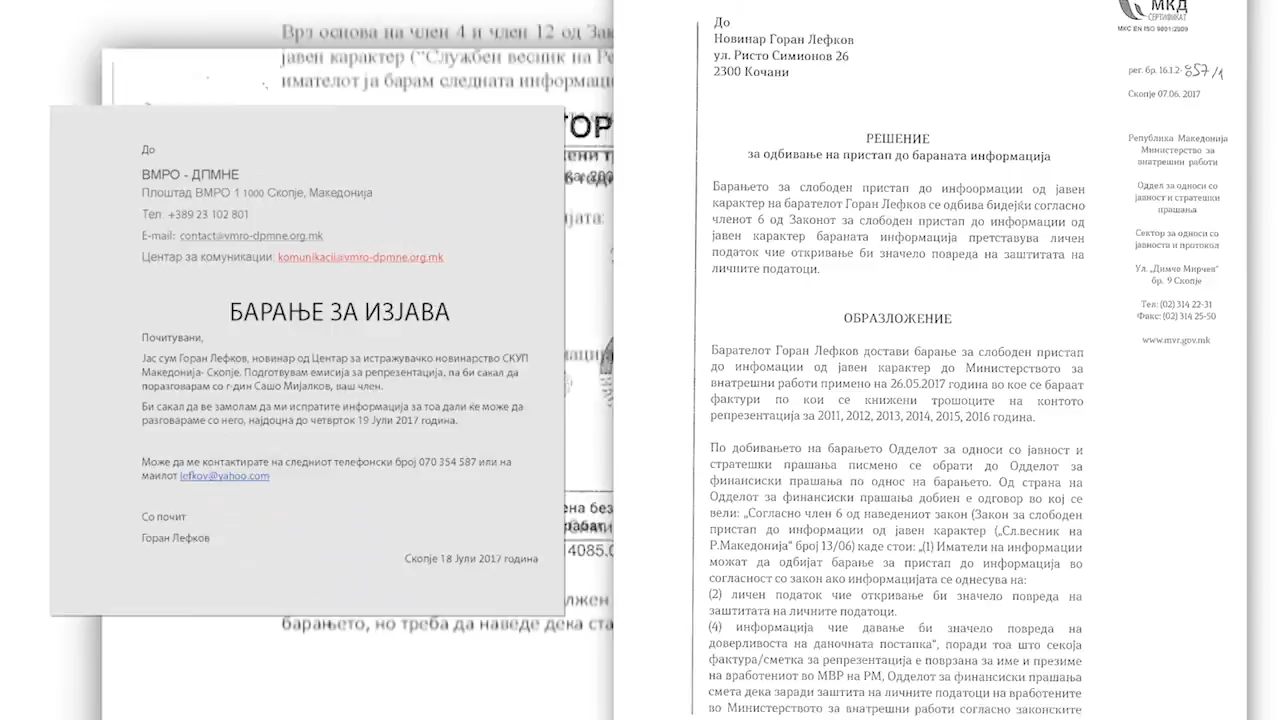 Врз основа на член 4 и член 12 од Зак
јавен карактер ("Службен весник на Ре
имателот ја барам следната информаци
До
ВМРО - ДПМНЕ
Плоштад ВМРО 1 1000 Скопје, Македонија
Тел: +389 23 102 801
E-mail: contact@vmro-dpmne.org.mk
Центар за комуникации: komunikacii@vmro-dpmne.org.mk
БАРАЊЕ ЗА ИЗЈАВА
Почитувани,
Јас сум Горан Лефков, новинар од Центар за истражувачко новинарство СКУП
Македонија- Скопје. Подготвувам емисија за репрезентација, па би сакал да
поразговарам со г-дин Сашо Мијалков, ваш член.
Би сакал да ве замолам да ми испратите информација за тоа дали ќе може да
разговараме со него, најдоцна до четврток 19 Јули 2017 година.
Може да ме контактирате на следниот телефонски број 070 354 587 или на
маилот lefkov@yahoo.com
Со почит
Горан Лефков
Скопје 18 Јули 2017 година
ГОР
јата:
ена без
4085.0
лжен
барањето, но треба да наведе дека ста
До
Новинар Горан Лефков
ул. Ристо Симионов 26
2300 Кочани
РЕШЕНИЕ
за одбивање на пристап до бараната информација
Барањето за слободен пристап до инфоормации од јавен
карактер на барателот Горан Лефков се одбива бидејќи согласно
членот 6 од Законот за слободен пристап до информации од
јавен карактер бараната информација претставува личен
податок чие откривање би значело повреда на заштитата на
личните податоци.
ОБРАЗЛОЖЕНИЕ
Барателот Горан Лефков достави барање за слободен пристап
до инфомации од јавен карактер до Министерството за
внатрешни работи примено на 26.05.2017 година во кое се бараат
фактури по кои се книжени трошоците на контото
репрезентација за 2011, 2012, 2013, 2014, 2015, 2016 година.
По добивањето на барањето Одделот за односи со јавност и
стратешки прашања писмено се обрати до Одделот за
финансиски прашања по однос на барањето. Од страна на
Одделот за финансиски прашања добиен е одговор во кој се
вели: „Согласно член 6 од наведениот закон (Закон за слободен
пристап до информации од јавен карактер („Сл.весник на
Р.Македонија" број 13/06) каде стои: „(1) Иматели на информации
можат да одбијат барање за пристап до информација во
согласност со закон ако информацијата се однесува на:
(2) личен податок чие откривање би значело повреда на
заштитата на личните податоци.
(4) информација чие давање би значело повреда на
доверливоста на даночната постапка", поради тоа што секоја
фактура/сметка за репрезентација е поврзана за име и презиме
на вработениот во МВР на РМ, Одделот за финансиски прашања
смета дека заради заштита на личните податоци на вработените
во Министерството за внатрешни работи согласно законските
МКД
СЕРТИФИКАТ
МКС EN ISO 9001:2009
рег. бр. 16.1.2-857/1
Скопје 07.06. 2017
Република Македонија
Министерство за
внатрешни работи
Оддел за односи со
јавност и стратешки
прашања
Сектор за односи со
јавноста и протокол
Ул. „Димче Мирчев"
бр. 9 Скопје
Тел: (02) 314 22-31
Факс: (02) 314 25-50
www.mvr.gov.mk